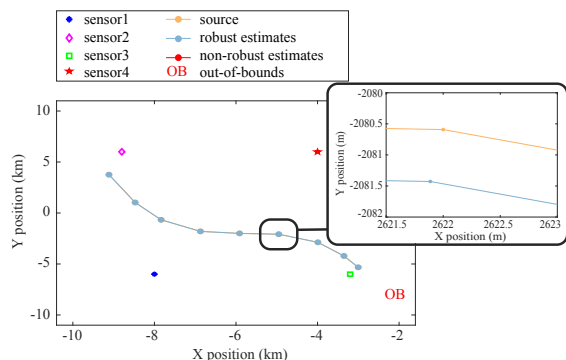 sensor1
sensor2
sensor3
sensor4
source
robust estimates
non-robust estimates
OB out-of-bounds
10
5
0
-5
-10
Y position (km)
-10 -8 -6 -4 -2
X position (km)
OB
-2080
-2080.5
-2081
-2081.5
-2082
Y position (m)
2621.5 2622 2622.5 2623
X position (m)